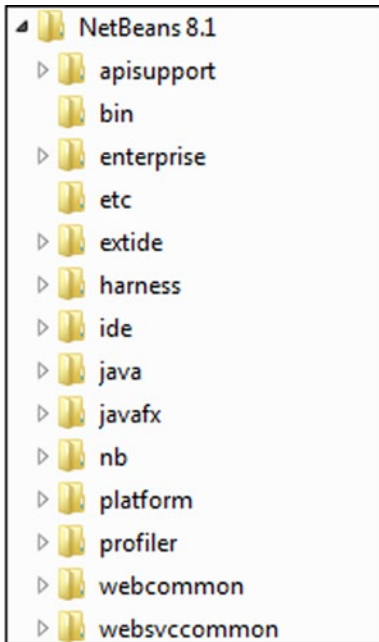 NetBeans 8.1
apisupport
bin
enterprise
etc
extide
harness
ide
java
javafx
nb
platform
profiler
webcommon
websvccommon